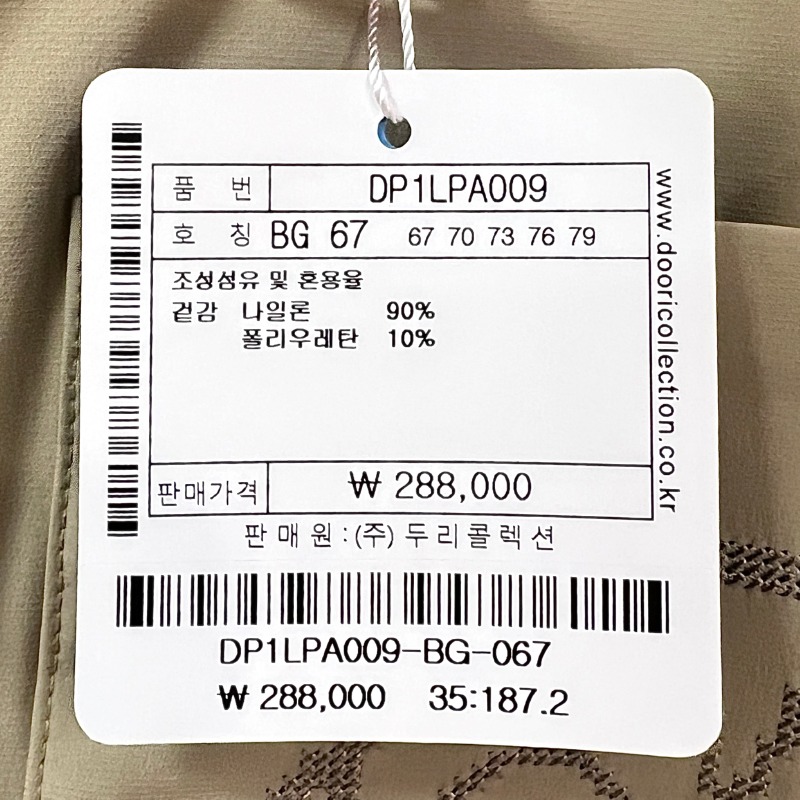 품 번 DP1LPA009
호 칭 BG 67 67 70 73 76 79
조성섬유 및 혼용율
겉감 나일론 90%
폴리우레탄 10%
판매가격 ₩ 288,000
판매원:(주)두리콜렉션
www.dooricollection.co.kr
DP1LPA009-BG-067
₩ 288,000 35:187.2